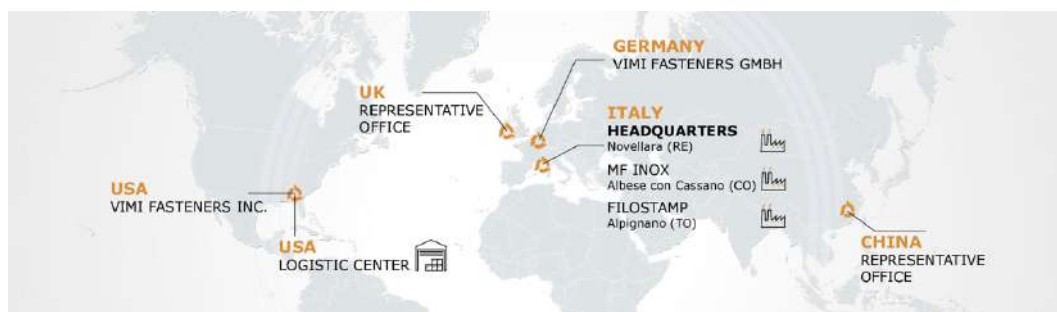 GERMANY
VIMI FASTENERS GMBH
UK
REPRESENTATIVE
OFFICE
ITALY
HEADQUARTERS
Novellara (RE)
MF INOX
Albese con Cassano (CO)
FILOSTAMP
Alpignano (TO)
USA
VIMI FASTENERS INC.
USA
LOGISTIC CENTER
CHINA
REPRESENTATIVE
OFFICE